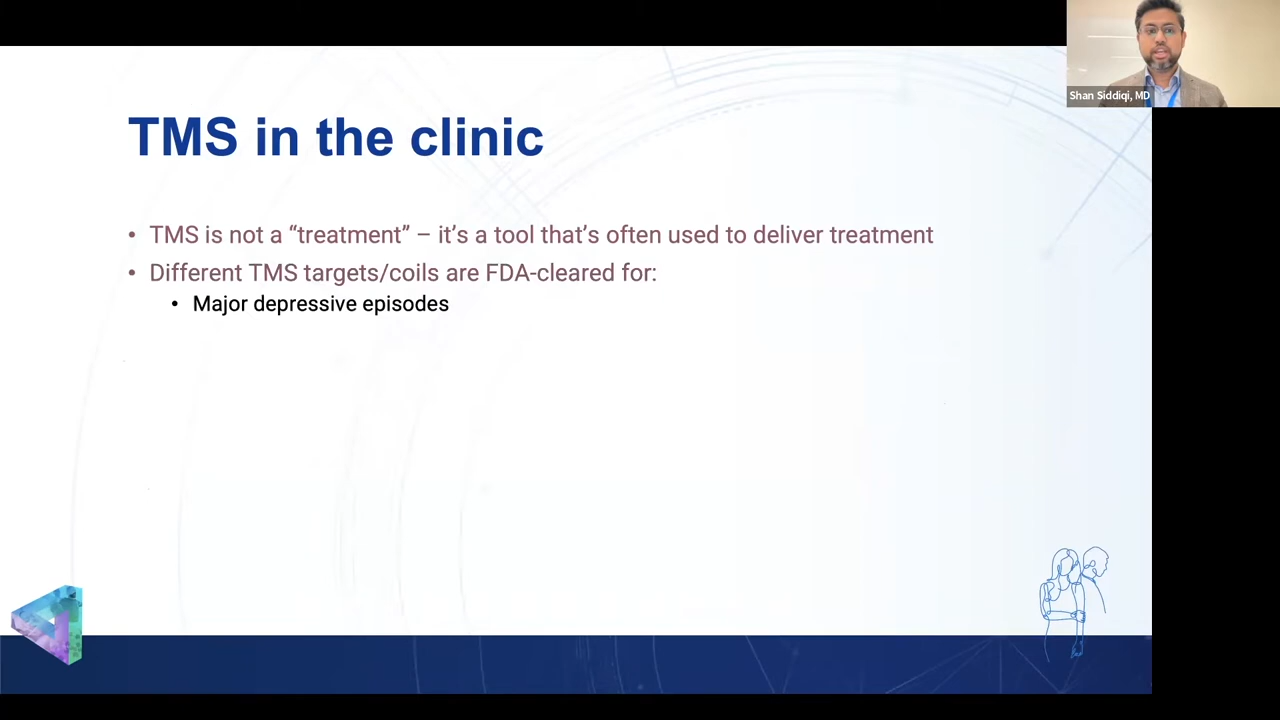 Shan Siddiqi, MD
TMS in the clinic
• TMS is not a “treatment” – it’s a tool that’s often used to deliver treatment
• Different TMS targets/coils are FDA-cleared for:
• Major depressive episodes